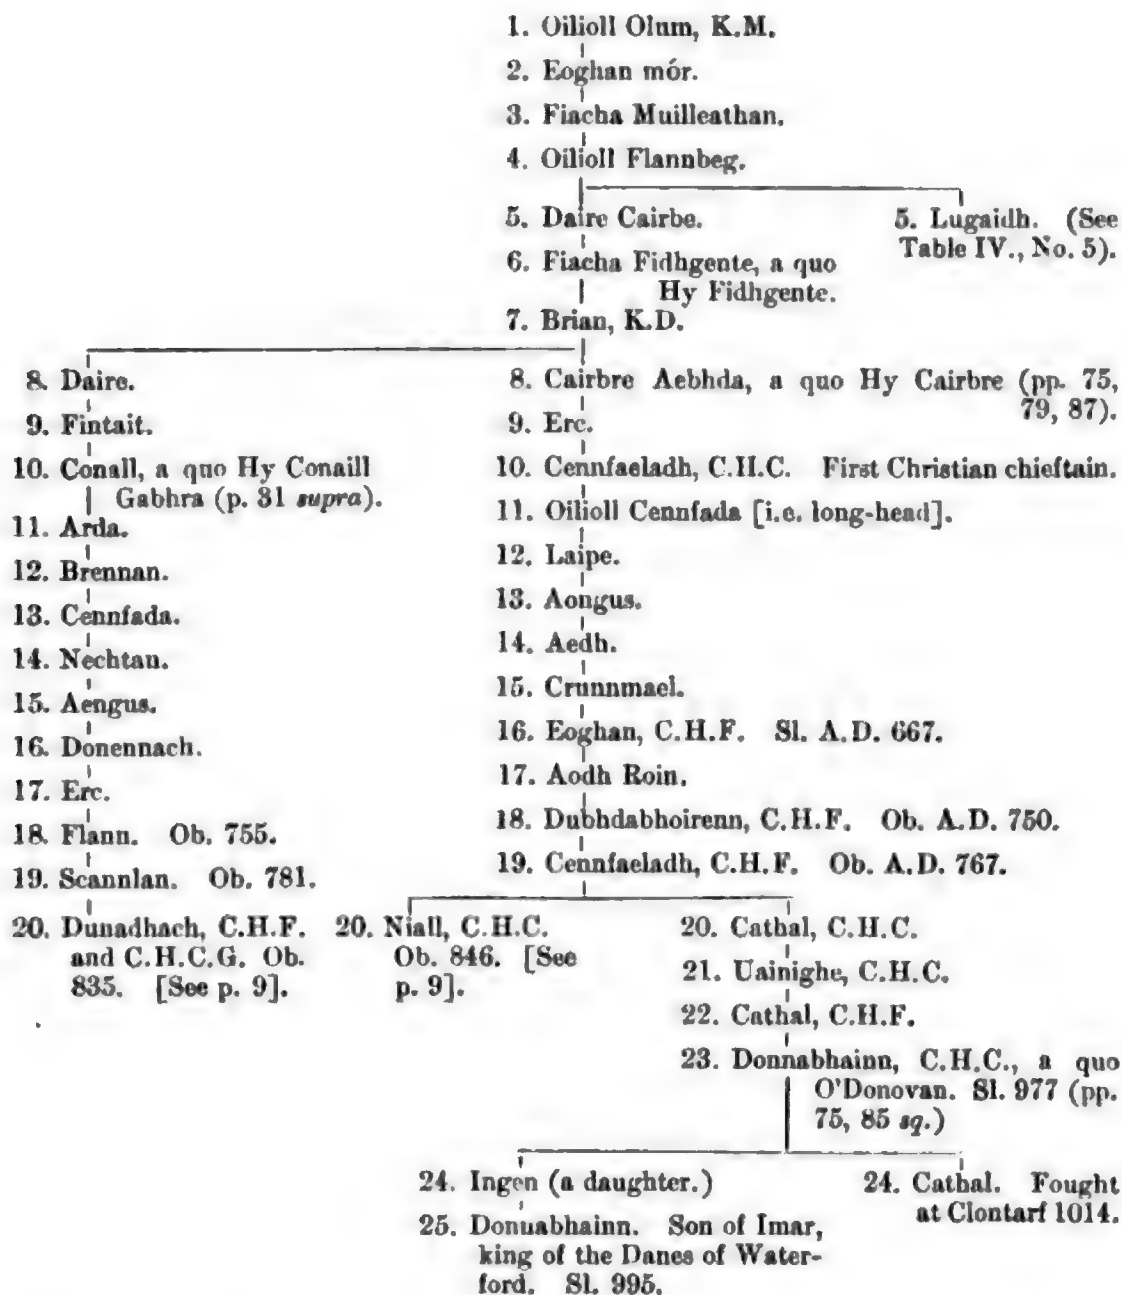 1. Oilioll Olum, K.M.
2. Eoghan mór.
3. Fiacha Muilleathan.
4. Oilioll Flannbeg.
5. Daire Cairbe.
5. Lugaidh. (See
Table IV., No. 5).
6. Fiacha Fidhgente, a quo
Hy Fidhgente.
7. Brian, K.D.
8. Daire.
9. Fintait.
10. Conall, a quo Hy Conaill
Gabhra (p. 31 supra).
11. Arda.
12. Brennan.
13. Cennfada.
14. Nechtan.
15. Aengus.
16. Donennach.
17. Erc.
18. Flann. Ob. 755.
19. Scannlan. Ob. 781.
20. Dunadhach, C.H.F.
and C.H.C.G. Ob.
835. [See p. 9].
8. Cairbre Aebhda, a quo Hy Cairbre (pp. 75,
79, 87).
9. Erc.
10. Cennfaeladh, C.H.C. First Christian chieftain.
11. Oilioll Cennfada [i.e. long-head].
12. Laipe.
13. Aongus.
14. Aedh.
15. Crunnmael.
16. Eoghan, C.H.F. Sl. A.D. 667.
17. Aodh Roin.
18. Dubhdabhoirenn, C.H.F. Ob. A.D. 750.
19. Cennfaeladh, C.H.F. Ob. A.D. 767.
20. Niall, C.H.C.
Ob. 846. [See
p. 9].
20. Cathal, C.H.C.
21. Uainighe, C.H.C.
22. Cathal, C.H.F.
23. Donnabhainn, C.H.C., a quo
O'Donovan. Sl. 977 (pp.
75, 85 sq.)
24. Ingen (a daughter.)
25. Donnabhainn. Son of Imar,
king of the Danes of Water-
ford. Sl. 995.
24. Cathal. Fought
at Clontarf 1014.